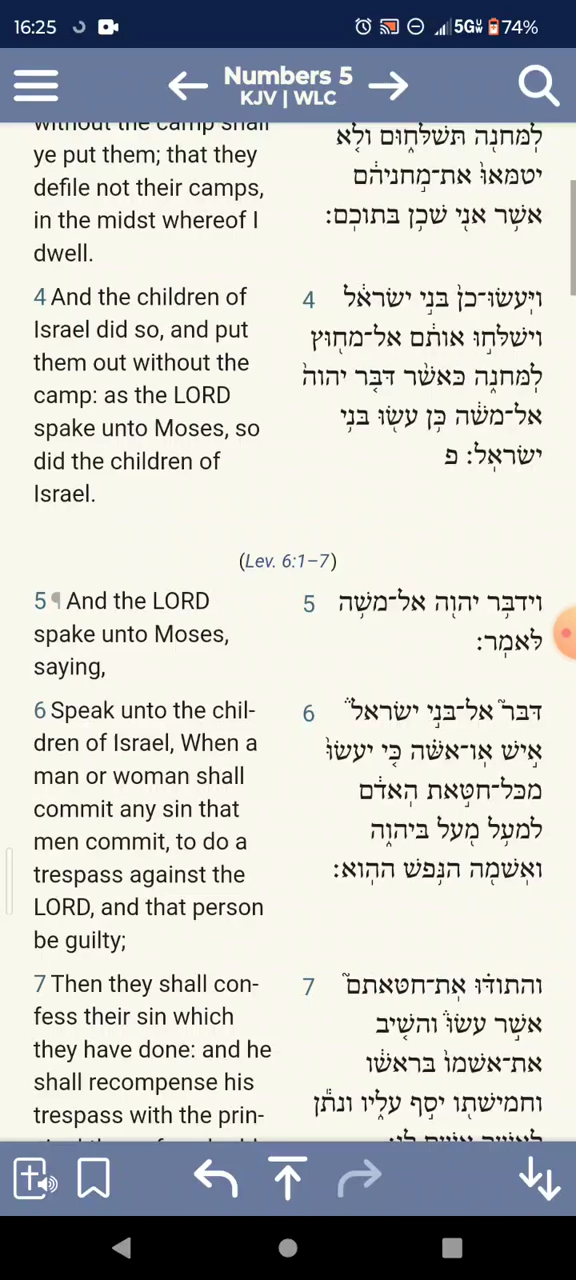 16:25
5G 74%
Numbers 5
KJV | WLC
without the camp shall
ye put them; that they
defile not their camps,
in the midst whereof I
dwell.
לַֽמַּחֲנֶ֖ה תְּשַׁלְּח֑וּם וְלֹ֤א
יְטַמְּאוּ֙ אֶת־מַ֣חֲנֵיהֶ֔ם
אֲשֶׁ֥ר אֲנִ֖י שֹׁכֵ֥ן בְּתוֹכָֽם׃
4 And the children of
Israel did so, and put
them out without the
camp: as the LORD
spake unto Moses, so
did the children of
Israel.
4 וַיַּֽעֲשׂוּ־כֵן֙ בְּנֵ֣י יִשְׂרָאֵ֔ל
וַיְשַׁלְּח֣וּ אוֹתָ֔ם אֶל־מִח֖וּץ
לַֽמַּחֲנֶ֑ה כַּאֲשֶׁ֨ר דִּבֶּ֤ר יְהוָה֙
אֶל־מֹשֶׁ֔ה כֵּ֥ן עָשׂ֖וּ בְּנֵ֥י
יִשְׂרָאֵֽל׃ פ
(Lev. 6:1–7)
5 ¶ And the LORD
spake unto Moses,
saying,
5 וַיְדַבֵּ֥ר יְהוָ֖ה אֶל־מֹשֶׁ֥ה
לֵּאמֹֽר׃
6 Speak unto the chil-
dren of Israel, When a
man or woman shall
commit any sin that
men commit, to do a
trespass against the
LORD, and that person
be guilty;
6 דַּבֵּר֮ אֶל־בְּנֵ֣י יִשְׂרָאֵל֒
אִ֣ישׁ אֽוֹ־אִשָּׁ֗ה כִּ֤י יַעֲשׂוּ֙
מִכָּל־חַטֹּ֣את הָֽאָדָ֔ם
לִמְעֹ֥ל מַ֖עַל בַּיהוָ֑ה
וְאָֽשְׁמָ֖ה הַנֶּ֥פֶשׁ הַהִֽוא׃
7 Then they shall con-
fess their sin which
they have done: and he
shall recompense his
trespass with the prin-
7 וְהִתְוַדּ֗וּ אֶֽת־חַטָּאתָם֮
אֲשֶׁ֣ר עָשׂוּ֒ וְהֵשִׁ֤יב
אֶת־אֲשָׁמוֹ֙ בְּרֹאשׁ֔וֹ
וַחֲמִישִׁת֖וֹ יֹסֵ֣ף עָלָ֑יו וְנָתַ֕ן